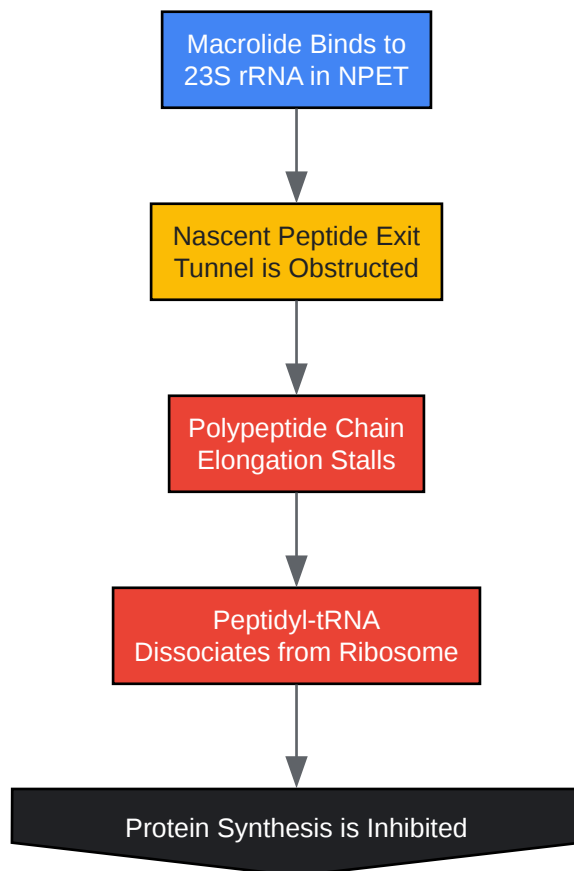 Macrolide Binds to
23S rRNA in NPET
Nascent Peptide Exit
Tunnel is Obstructed
Polypeptide Chain
Elongation Stalls
Peptidyl-tRNA
Dissociates from Ribosome
Protein Synthesis is Inhibited